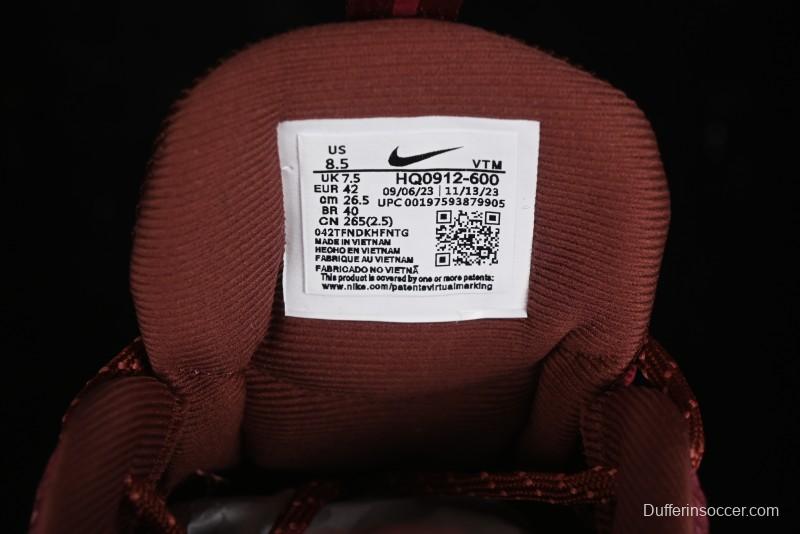 US
8.5 VTM
UK 7.5 HQ0912-600
EUR 42 09/06/23 | 11/13/23
cm 26.5 UPC 00197593879905
BR 40
CN 265(2.5)
042TFNDKHFNTG
MADE IN VIETNAM
HECHO EN VIETNAM
FABRIQUE AU VIETNAM
FABRICADO NO VIETNÃ
This product is covered by one or more patents:
www.nike.com/patentsvirtualmarking
Dufferinsoccer.com